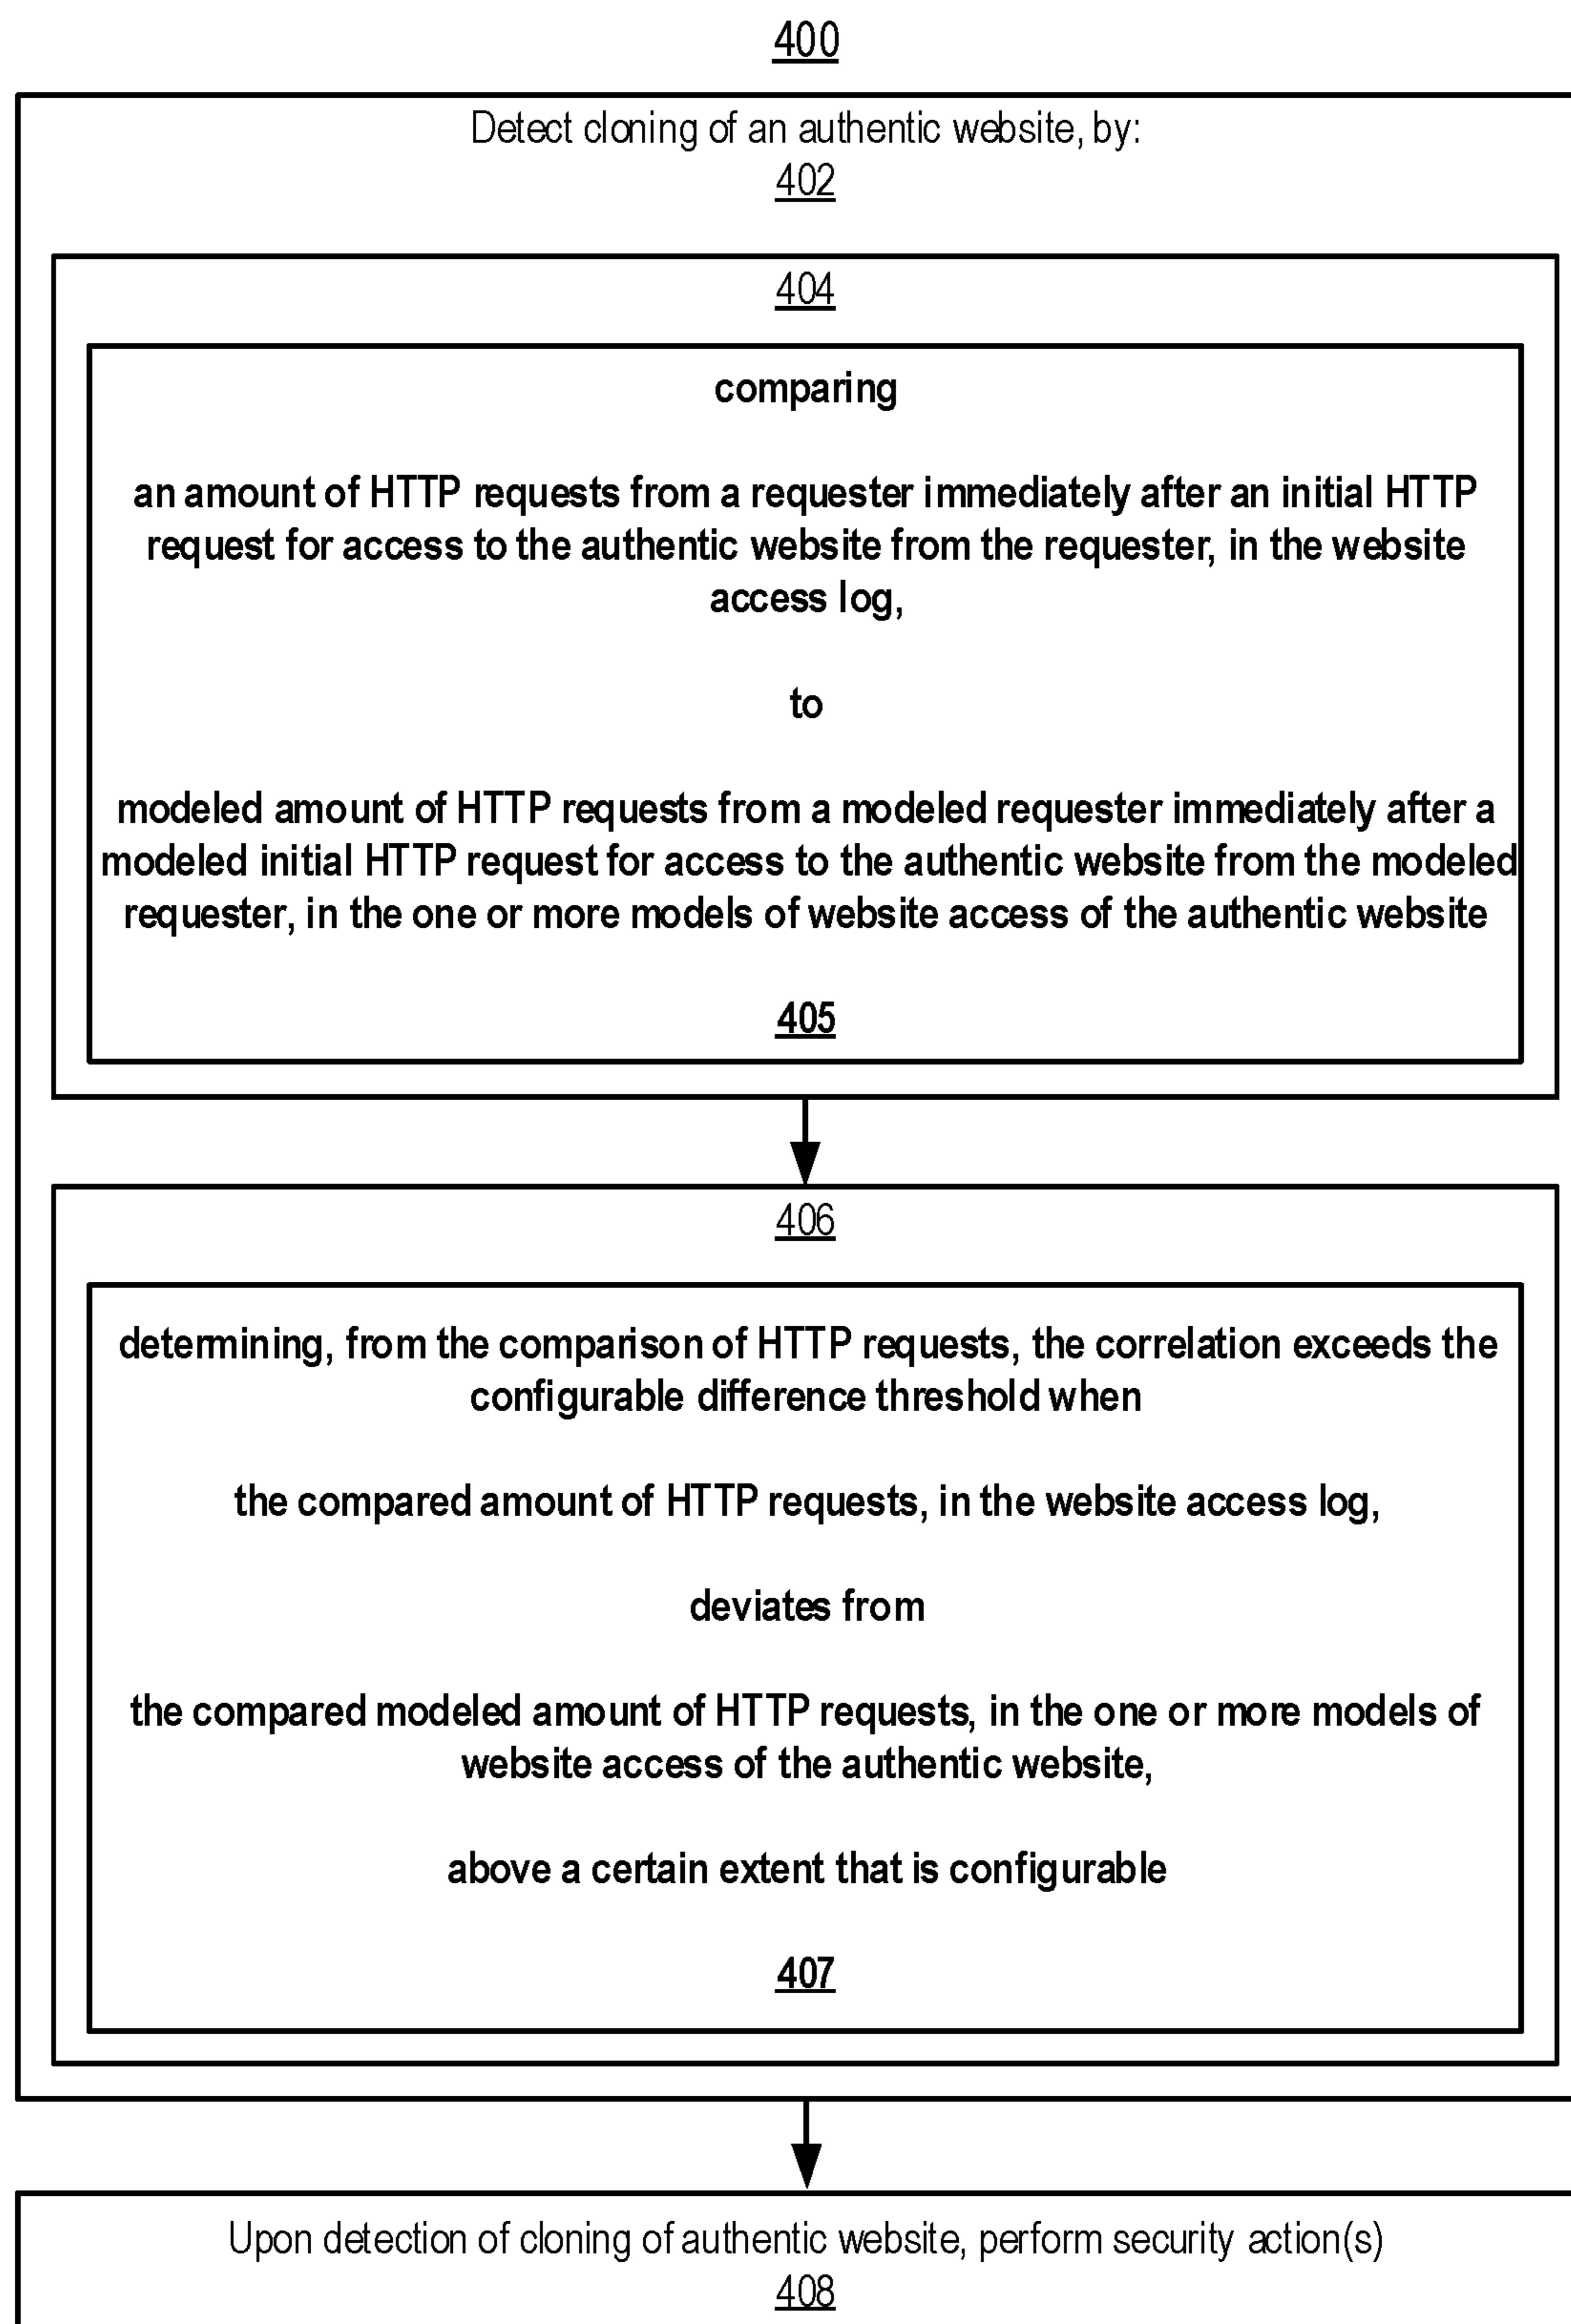 400
Detect cloning of an authentic website, by:
402
404
comparing
an amount of HTTP requests from a requester immediately after an initial HTTP
request for access to the authentic website from the requester, in the website
access log,
to
modeled amount of HTTP requests from a modeled requester immediately after a
modeled initial HTTP request for access to the authentic website from the modeled
requester, in the one or more models of website access of the authentic website
405
406
determining, from the comparison of HTTP requests, the correlation exceeds the
configurable difference threshold when
the compared amount of HTTP requests, in the website access log,
deviates from
the compared modeled amount of HTTP requests, in the one or more models of
website access of the authentic website,
above a certain extent that is configurable
407
Upon detection of cloning of authentic website, perform security action(s)
408